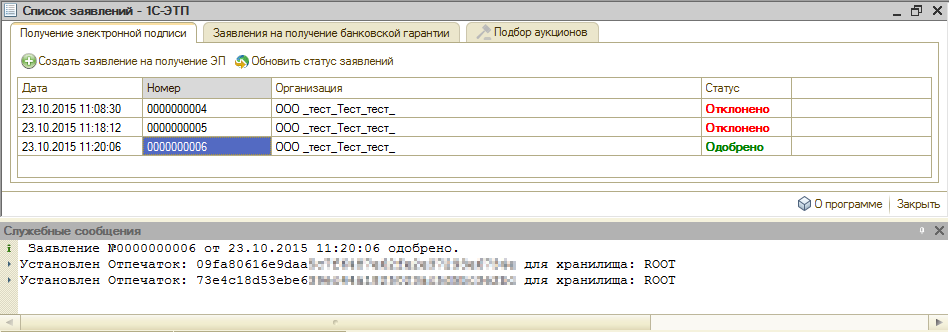 Список заявлений - 1С-ЭТП
Получение электронной подписи Заявления на получение банковской гарантии Подбор аукционов
Создать заявление на получение ЭП Обновить статус заявлений
Дата Номер Организация Статус
23.10.2015 11:08:30 0000000004 ООО _тест_Тест_тест_ Отклонено
23.10.2015 11:18:12 0000000005 ООО _тест_Тест_тест_ Отклонено
23.10.2015 11:20:06 0000000006 ООО _тест_Тест_тест_ Одобрено
О программе Закрыть
Служебные сообщения
Заявление №0000000006 от 23.10.2015 11:20:06 одобрено.
Установлен Отпечаток: 09fa80616e9daa для хранилища: ROOT
Установлен Отпечаток: 73e4c18d53ebe6 для хранилища: ROOT